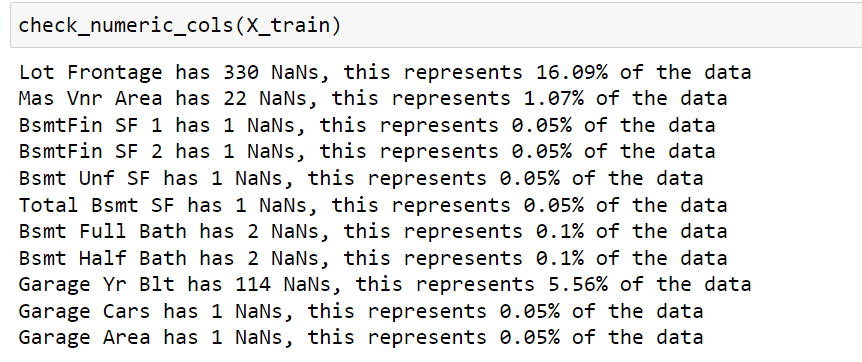 check_numeric_cols(X_train)
Lot Frontage has 330 NaNs, this represents 16.09% of the data
Mas Vnr Area has 22 NaNs, this represents 1.07% of the data
BsmtFin SF 1 has 1 NaNs, this represents 0.05% of the data
BsmtFin SF 2 has 1 NaNs, this represents 0.05% of the data
Bsmt Unf SF has 1 NaNs, this represents 0.05% of the data
Total Bsmt SF has 1 NaNs, this represents 0.05% of the data
Bsmt Full Bath has 2 NaNs, this represents 0.1% of the data
Bsmt Half Bath has 2 NaNs, this represents 0.1% of the data
Garage Yr Blt has 114 NaNs, this represents 5.56% of the data
Garage Cars has 1 NaNs, this represents 0.05% of the data
Garage Area has 1 NaNs, this represents 0.05% of the data